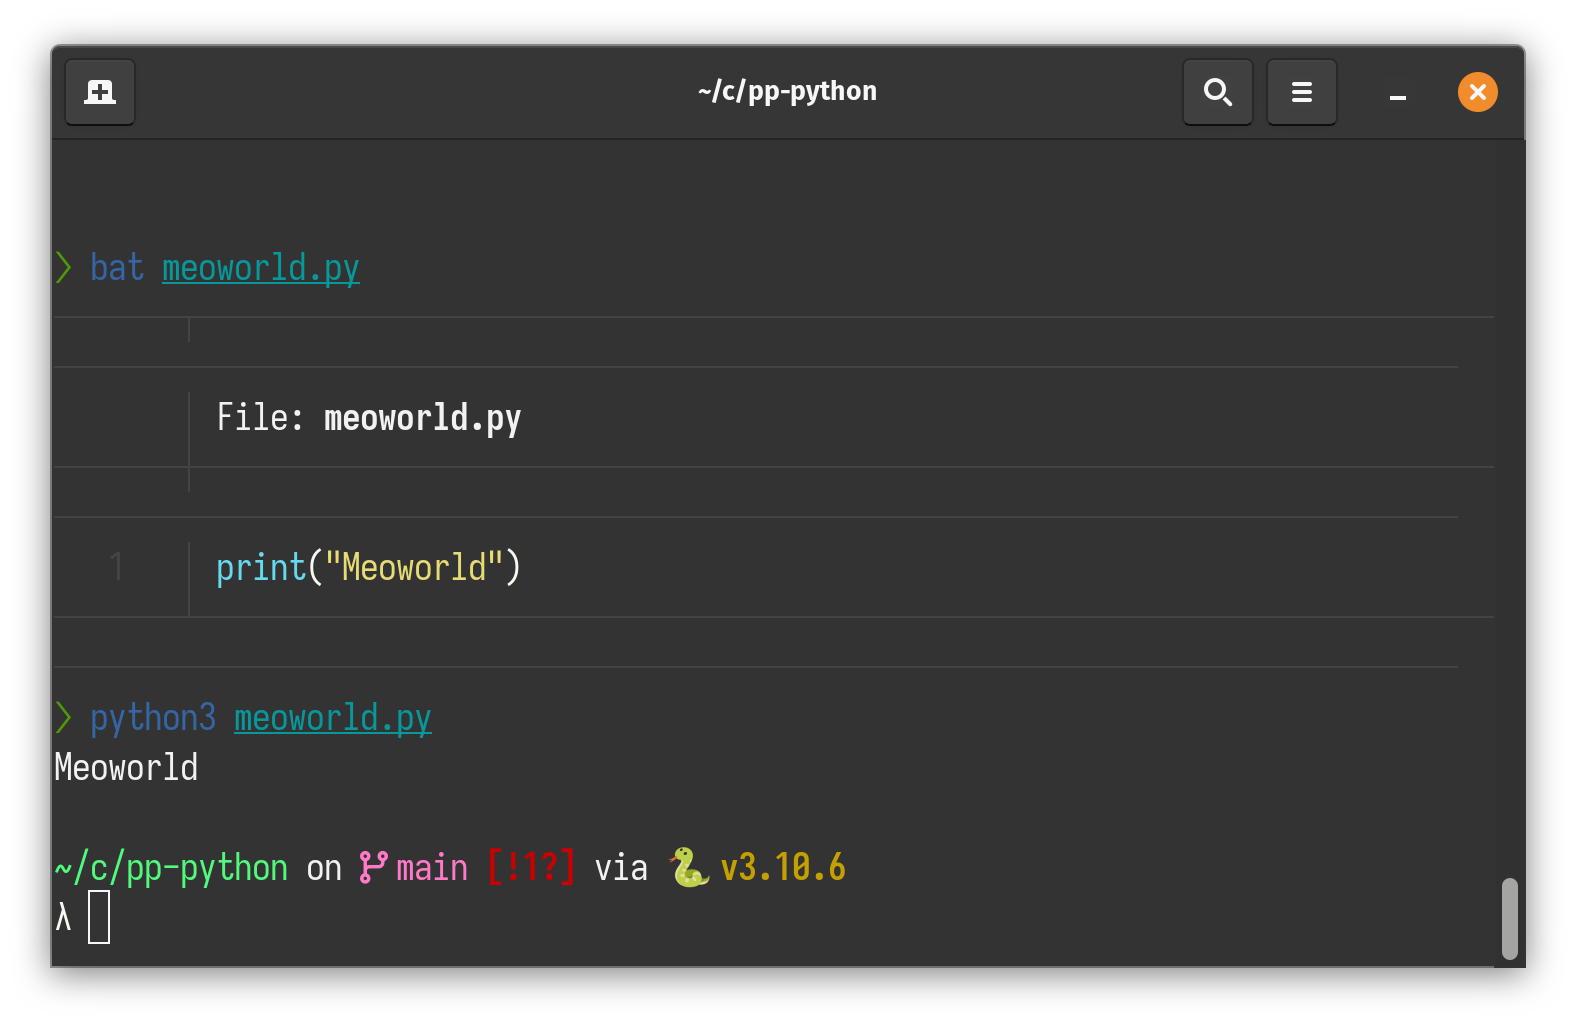 ~/c/pp-python
❯ bat meoworld.py
File: meoworld.py
1 print("Meoworld")
❯ python3 meoworld.py
Meoworld
~/c/pp-python on main [!1?] via 🐍 v3.10.6
λ